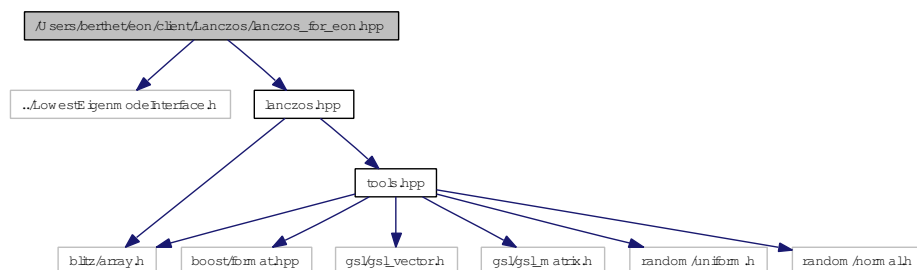 /Users/berthet/eon/client/Lanczos/lanczos_for_eon.hpp
../LowestEigenmodeInterface.h
lanczos.hpp
tools.hpp
blitz/array.h
boost/format.hpp
gsl/gsl_vector.h
gsl/gsl_matrix.h
random/uniform.h
random/normal.h